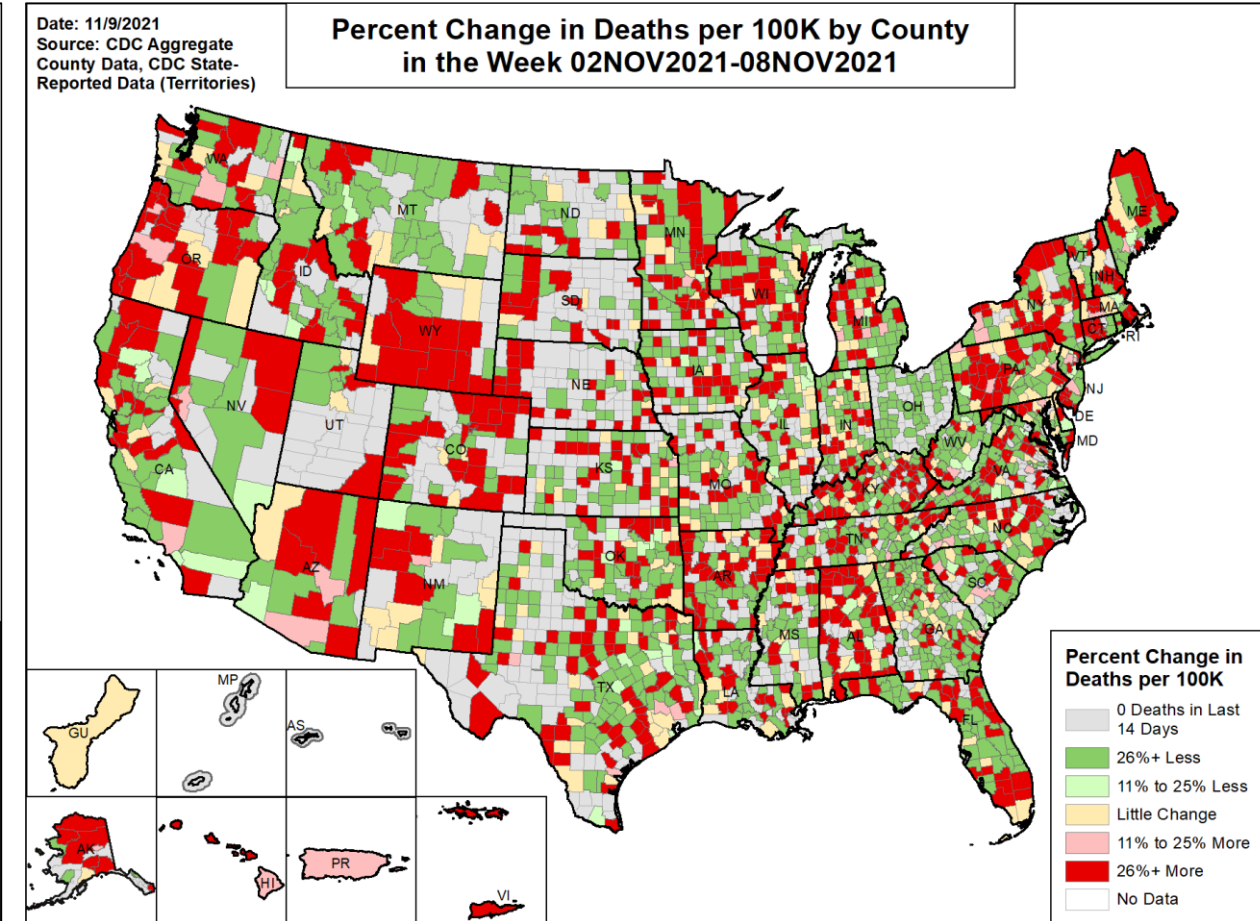 Date: 11/9/2021
Source: CDC Aggregate
County Data, CDC State-
Reported Data (Territories)
Percent Change in Deaths per 100K by County
in the Week 02NOV2021-08NOV2021
WA
MT
ND
MN
ME
OR
ID
SD
WI
MI
VT
NH
NY
MA
CT
RI
WY
NE
IA
PA
NJ
NV
UT
CO
KS
MO
IL
IN
OH
WV
DE
MD
VA
CA
KY
AZ
NM
OK
AR
TN
NC
SC
TX
LA
MS
AL
GA
FL
GU
MP
AS
AK
HI
PR
VI
Percent Change in
Deaths per 100K
0 Deaths in Last
14 Days
26%+ Less
11% to 25% Less
Little Change
11% to 25% More
26%+ More
No Data